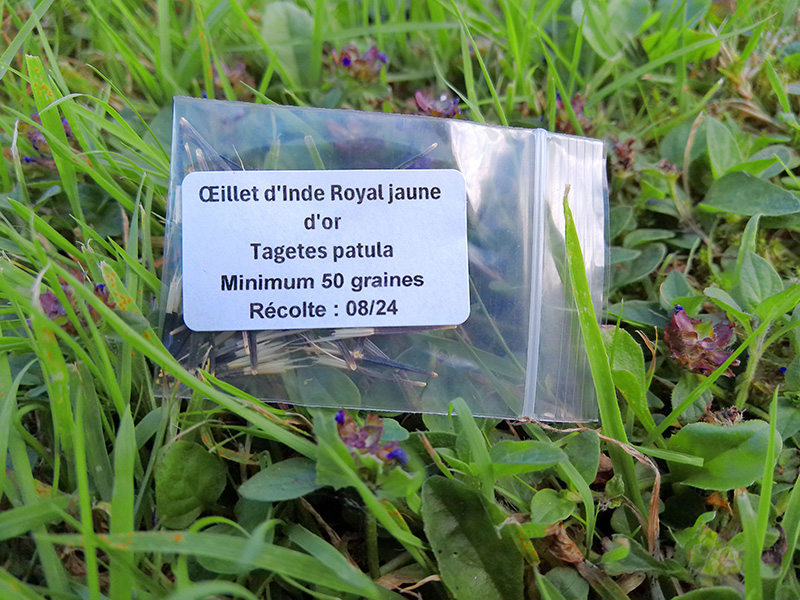 Œillet d'Inde Royal jaune
d'or
Tagetes patula
Minimum 50 graines
Récolte : 08/24